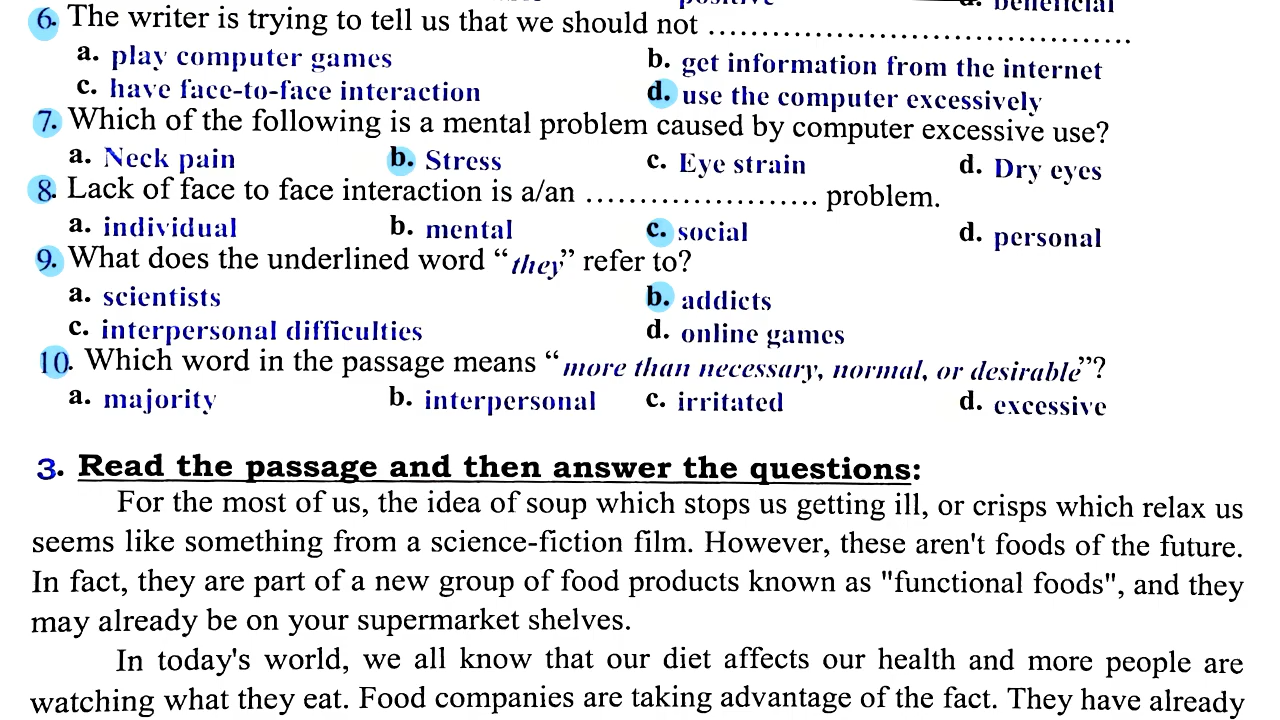 positive d. beneficial
6. The writer is trying to tell us that we should not ..........................................
a. play computer games b. get information from the internet
c. have face-to-face interaction d. use the computer excessively
7. Which of the following is a mental problem caused by computer excessive use?
a. Neck pain b. Stress c. Eye strain d. Dry eyes
8. Lack of face to face interaction is a/an ....................... problem.
a. individual b. mental c. social d. personal
9. What does the underlined word “they” refer to?
a. scientists b. addicts
c. interpersonal difficulties d. online games
10. Which word in the passage means “more than necessary, normal, or desirable”?
a. majority b. interpersonal c. irritated d. excessive
3. Read the passage and then answer the questions:
For the most of us, the idea of soup which stops us getting ill, or crisps which relax us
seems like something from a science-fiction film. However, these aren't foods of the future.
In fact, they are part of a new group of food products known as "functional foods", and they
may already be on your supermarket shelves.
In today's world, we all know that our diet affects our health and more people are
watching what they eat. Food companies are taking advantage of the fact. They have already